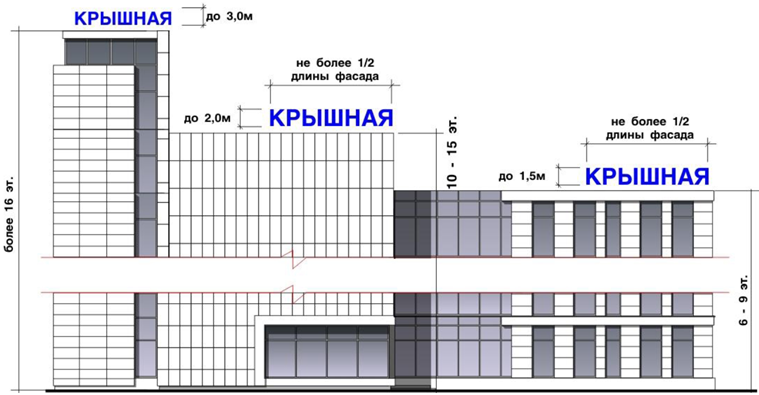 КРЫШНАЯ
до 3,0м
не более 1/2
длины фасада
до 2,0м
КРЫШНАЯ
не более 1/2
длины фасада
до 1,5м
КРЫШНАЯ
более 16 эт.
10 - 15 эт.
6 - 9 эт.